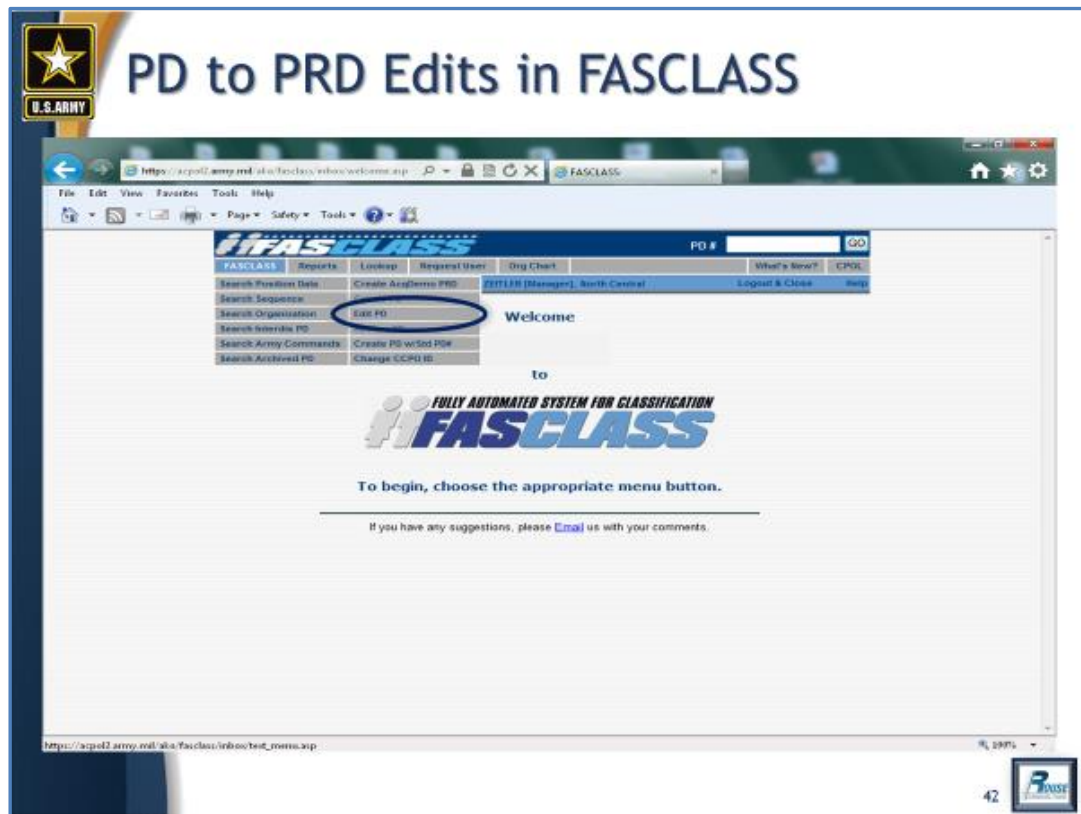 PD to PRD Edits in FASCLASS
U.S.ARMY
FASCLASS
File Edit View Favorites Tools Help
Page Safety Tools
FASCLASS
PD #
GO
FASCLASS Reports Lookup Request User Org Chart What's New? CPOL
Search Position Data Create AcqDemo PRD ZEITLER (Manager), North Central Logout & Close Help
Search Sequence
Search Organization Edit PD
Welcome
Search Interdis PD
Search Army Commands Create PD w/Std PD#
Search Archived PD Change CCPO ID
to
FULLY AUTOMATED SYSTEM FOR CLASSIFICATION
FASCLASS
To begin, choose the appropriate menu button.
If you have any suggestions, please Email us with your comments.
42